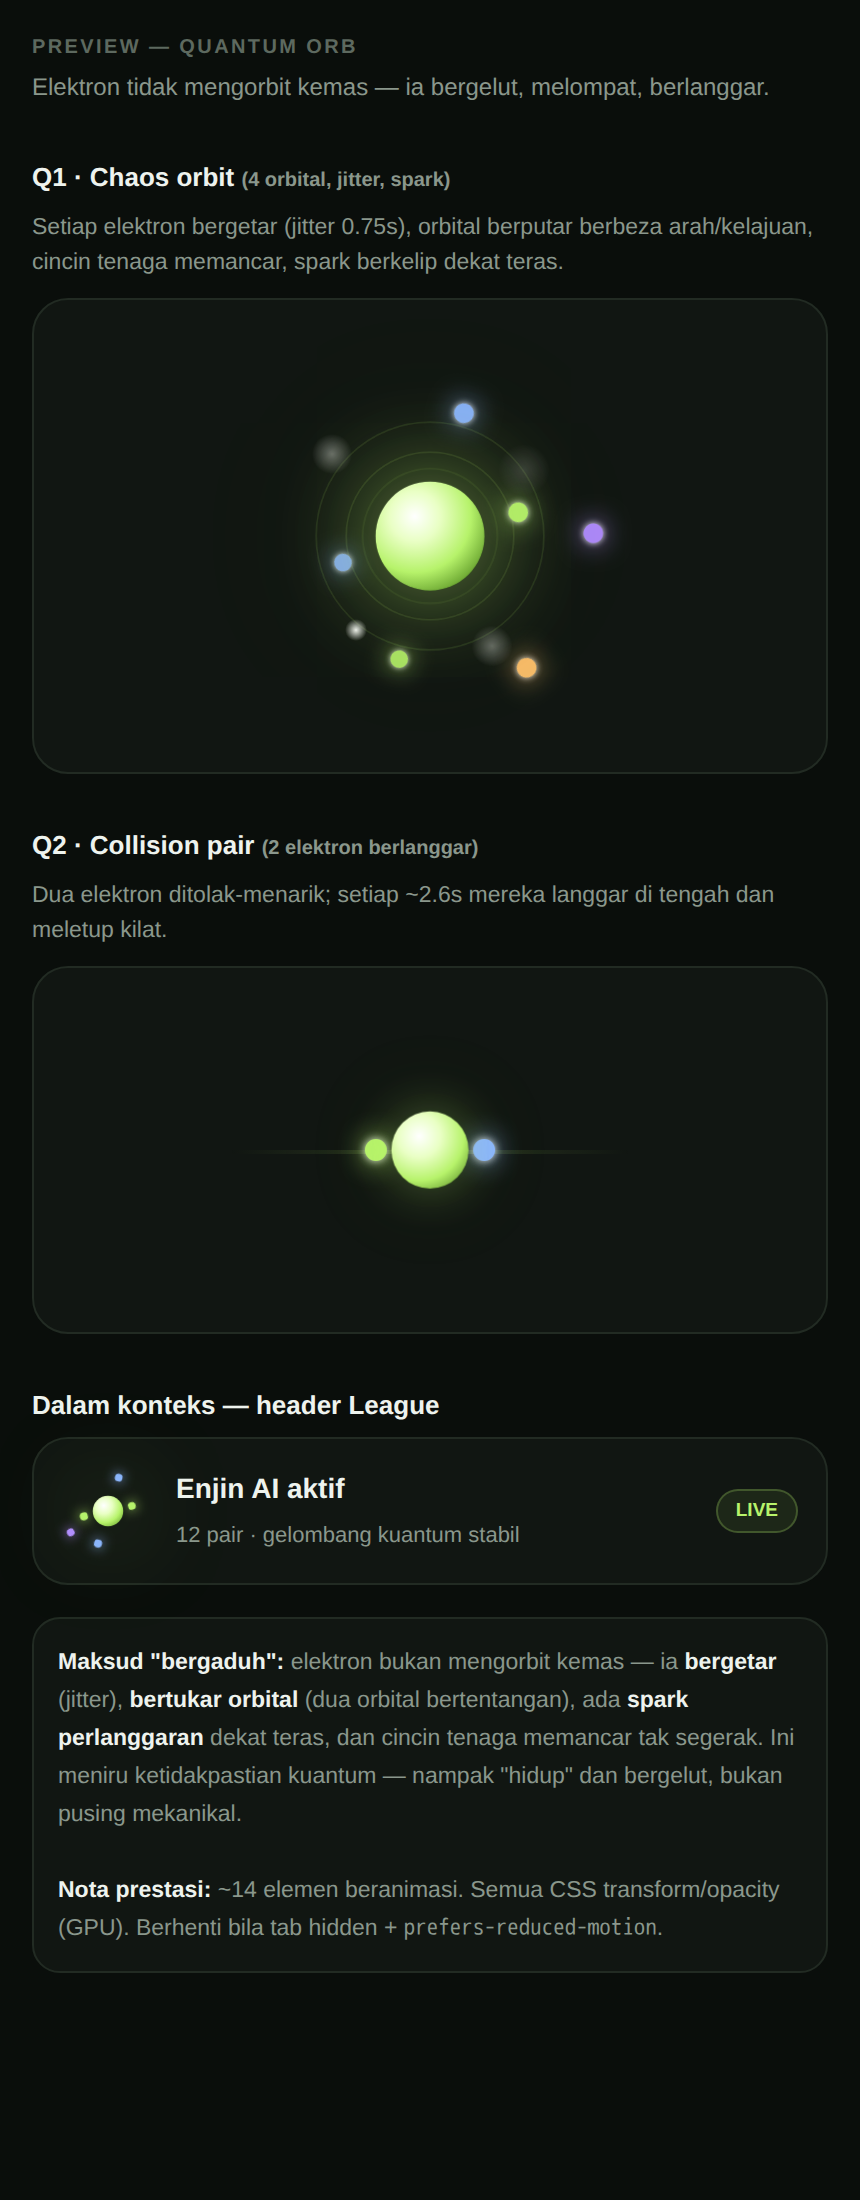 PREVIEW — QUANTUM ORB
Elektron tidak mengorbit kemas — ia bergelut, melompat, berlanggar.
Q1 · Chaos orbit (4 orbital, jitter, spark)
Setiap elektron bergetar (jitter 0.75s), orbital berputar berbeza arah/kelajuan,
cincin tenaga memancar, spark berkelip dekat teras.
Q2 · Collision pair (2 elektron berlanggar)
Dua elektron ditolak-menarik; setiap ~2.6s mereka langgar di tengah dan
meletup kilat.
Dalam konteks — header League
Enjin AI aktif
12 pair · gelombang kuantum stabil
LIVE
Maksud "bergaduh": elektron bukan mengorbit kemas — ia bergetar
(jitter), bertukar orbital (dua orbital bertentangan), ada spark
perlanggaran dekat teras, dan cincin tenaga memancar tak segerak. Ini
meniru ketidakpastian kuantum — nampak "hidup" dan bergelut, bukan
pusing mekanikal.
Nota prestasi: ~14 elemen beranimasi. Semua CSS transform/opacity
(GPU). Berhenti bila tab hidden + prefers-reduced-motion.